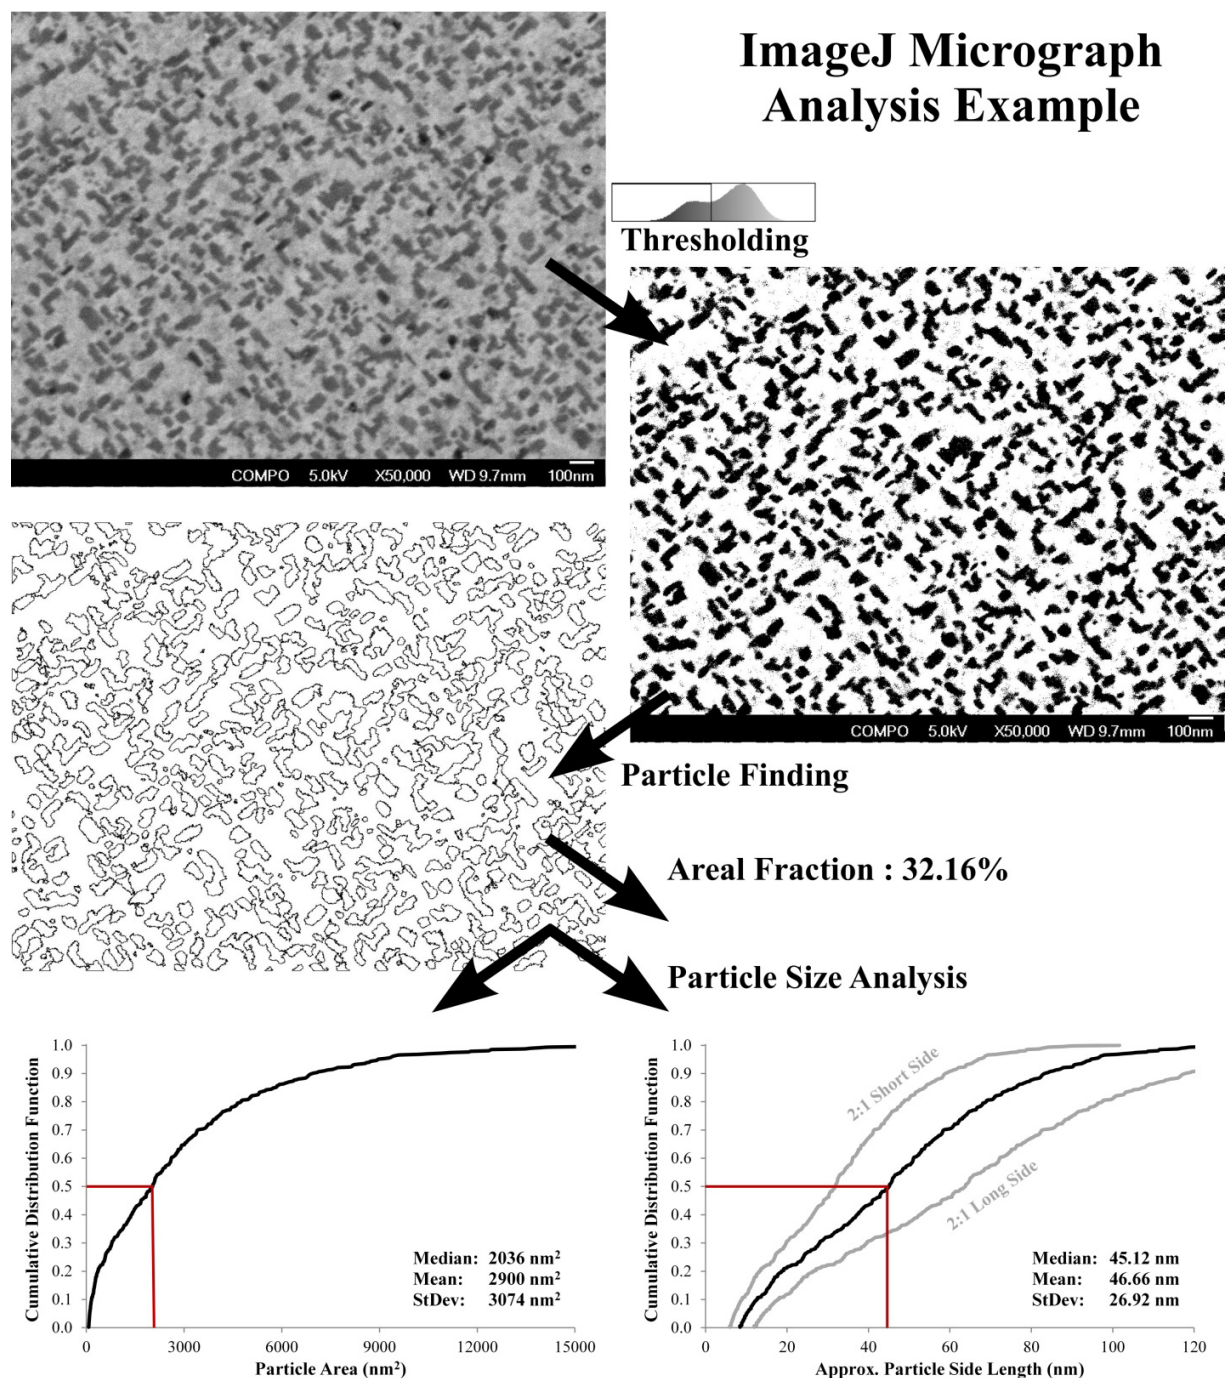 ImageJ Micrograph
Analysis Example
COMPO 5.0kV X50,000 WD 9.7mm 100nm
Thresholding
COMPO 5.0kV X50,000 WD 9.7mm 100nm
Particle Finding
Areal Fraction : 32.16%
Particle Size Analysis
Cumulative Distribution Function
1.0
0.9
0.8
0.7
0.6
0.5
0.4
0.3
0.2
0.1
0.0
Median: 2036 nm²
Mean: 2900 nm²
StDev: 3074 nm²
0 3000 6000 9000 12000 15000
Particle Area (nm²)
Cumulative Distribution Function
1.0
0.9
0.8
0.7
0.6
0.5
0.4
0.3
0.2
0.1
0.0
2:1 Short Side
2:1 Long Side
Median: 45.12 nm
Mean: 46.66 nm
StDev: 26.92 nm
0 20 40 60 80 100 120
Approx. Particle Side Length (nm)